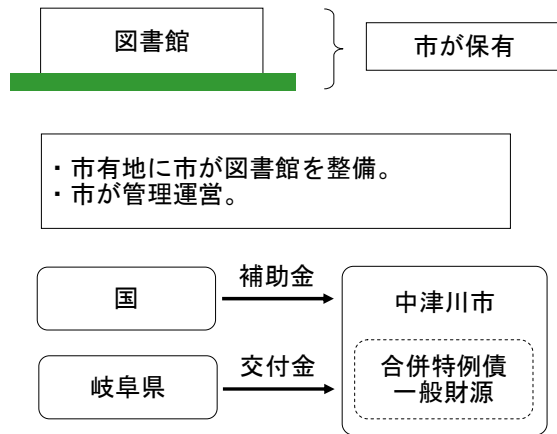 図書館
市が保有
・市有地に市が図書館を整備。
・市が管理運営。
国
補助金
中津川市
岐阜県
交付金
合併特例債
一般財源